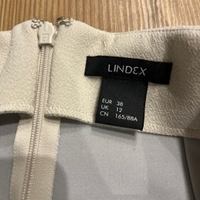 LINDEX
EUR 38
UK 12
CN 165/88A